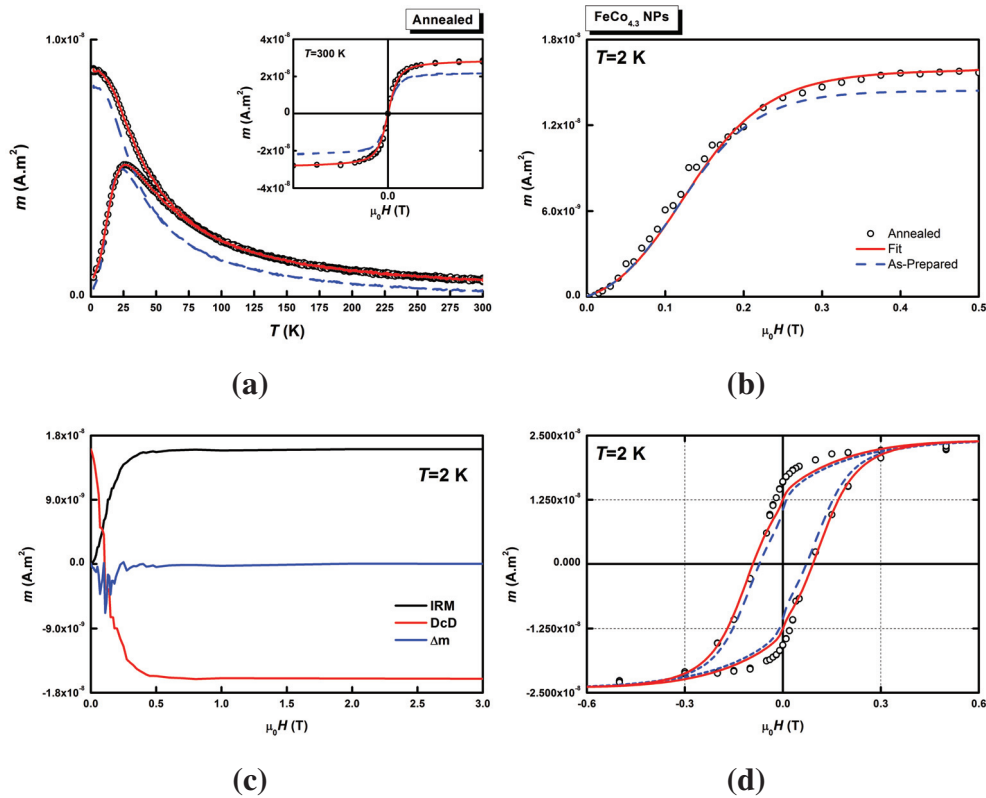 Annealed
1.0x10⁻⁸
0.0
m (A.m²)
0 25 50 75 100 125 150 175 200 225 250 275 300
T (K)
T=300 K
4x10⁻⁸
2x10⁻⁸
0
-2x10⁻⁸
-4x10⁻⁸
m (A.m²)
0.0
μ₀H (T)
(a)
FeCo₄.₃ NPs
T=2 K
1.8x10⁻⁸
1.2x10⁻⁸
6.0x10⁻⁹
0.0
m (A.m²)
Annealed
Fit
As-Prepared
0.0 0.1 0.2 0.3 0.4 0.5
μ₀H (T)
(b)
1.8x10⁻⁸
9.0x10⁻⁹
0.0
-9.0x10⁻⁹
-1.8x10⁻⁸
m (A.m²)
T=2 K
IRM
DcD
Δm
0.0 0.5 1.0 1.5 2.0 2.5 3.0
μ₀H (T)
(c)
T=2 K
2.500x10⁻⁸
1.250x10⁻⁸
0.000
-1.250x10⁻⁸
-2.500x10⁻⁸
m (A.m²)
-0.6 -0.3 0.0 0.3 0.6
μ₀H (T)
(d)